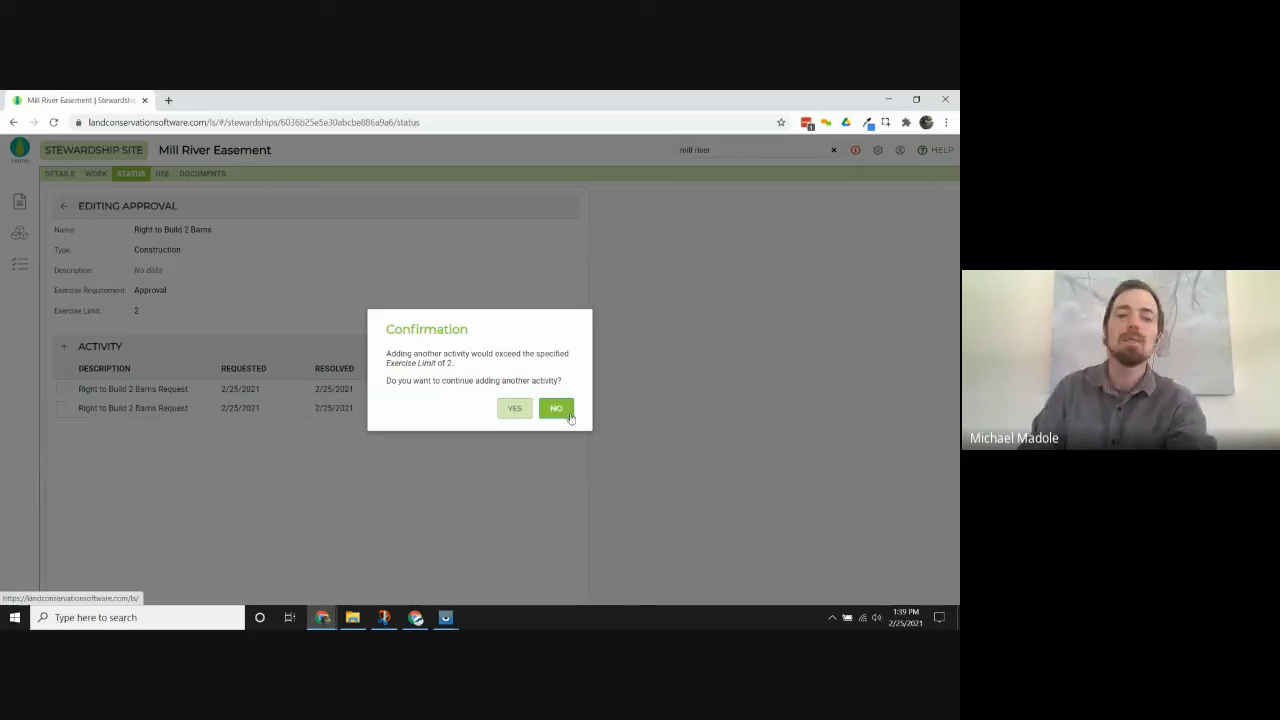 Mill River Easement | Stewardshi
landconservationsoftware.com/ls/#/stewardships/6036b25e5e30abcbe886a9a6/status
Home
STEWARDSHIP SITE
Mill River Easement
mill river
HELP
DETAILS WORK STATUS USE DOCUMENTS
EDITING APPROVAL
Name: Right to Build 2 Barns
Type: Construction
Description: No data
Exercise Requirement: Approval
Exercise Limit: 2
ACTIVITY
DESCRIPTION REQUESTED RESOLVED
Right to Build 2 Barns Request 2/25/2021 2/25/2021
Right to Build 2 Barns Request 2/25/2021 2/25/2021
Confirmation
Adding another activity would exceed the specified
Exercise Limit of 2.
Do you want to continue adding another activity?
YES NO
Michael Madole
https://landconservationsoftware.com/ls/
Type here to search
1:39 PM
2/25/2021